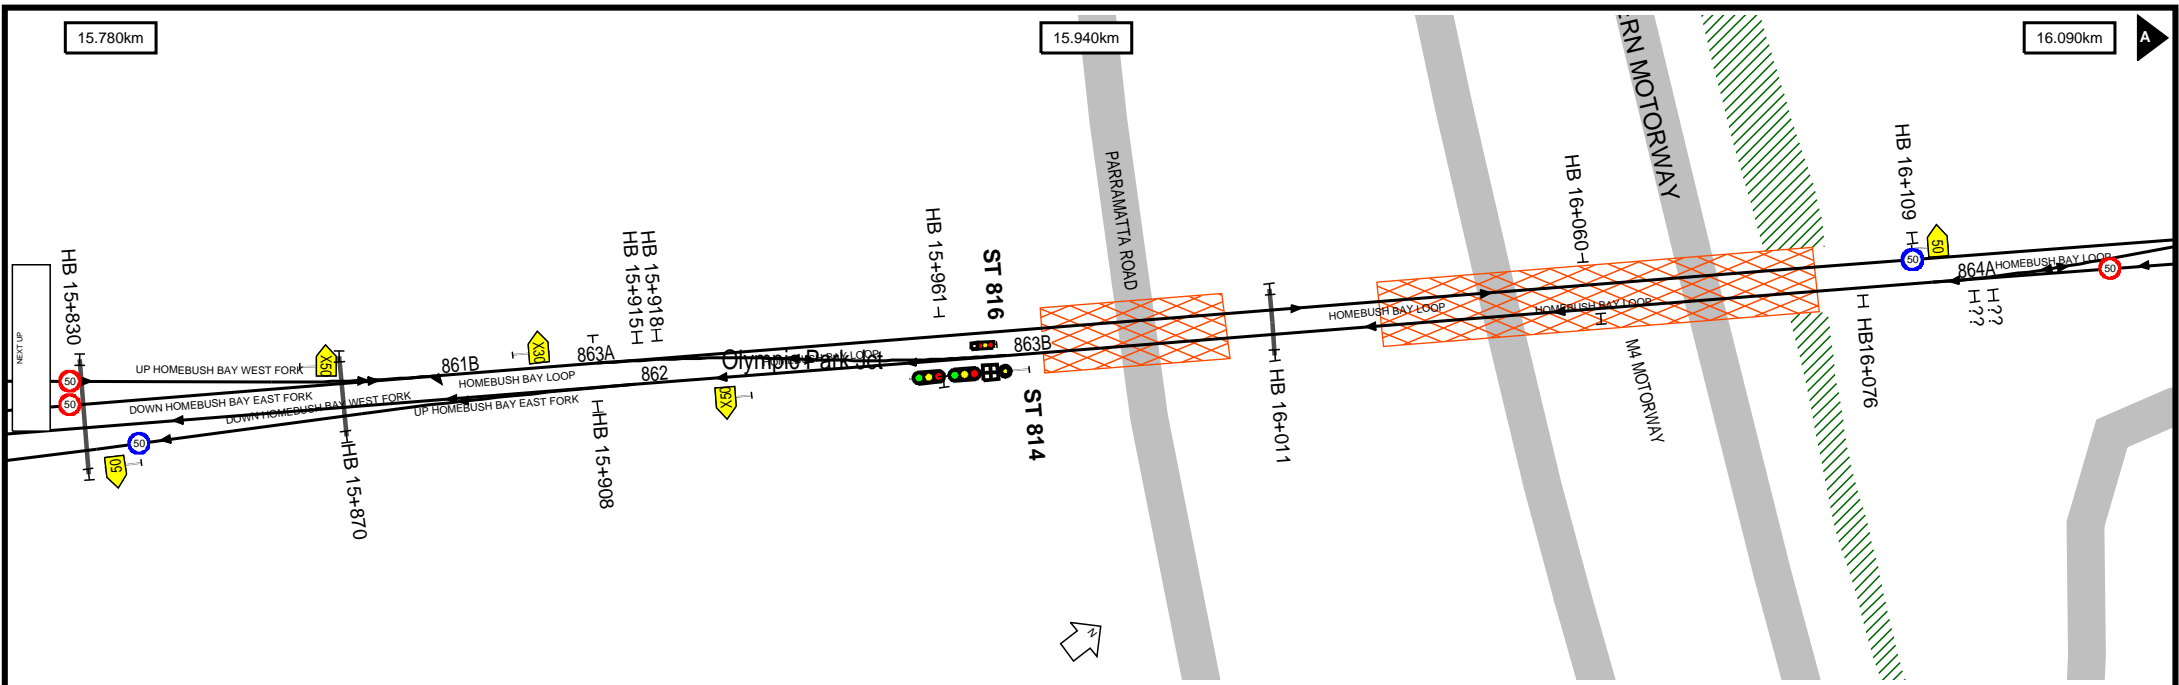 15.780km
15.940km
16.090km
A
RN MOTORWAY
PARRAMATTA ROAD
HB 16+109
HB 16+060
HB 15+830
HB 15+915
HB 15+918
HB 15+961
ST 816
50
50
HOMEBUSH BAY LOOP
864A
50
HOMEBUSH BAY LOOP
HOMEBUSH BAY LOOP
??
??
HB16+076
NEXT UP
UP HOMEBUSH BAY WEST FORK
X50
X30
861B
863A
863B
Olympic Park Jct
HOMEBUSH BAY LOOP
862
50
50
DOWN HOMEBUSH BAY EAST FORK
DOWN HOMEBUSH BAY WEST FORK
UP HOMEBUSH BAY EAST FORK
X50
50
50
HB 15+870
HB 15+908
ST 814
HB 16+011
M4 MOTORWAY
N